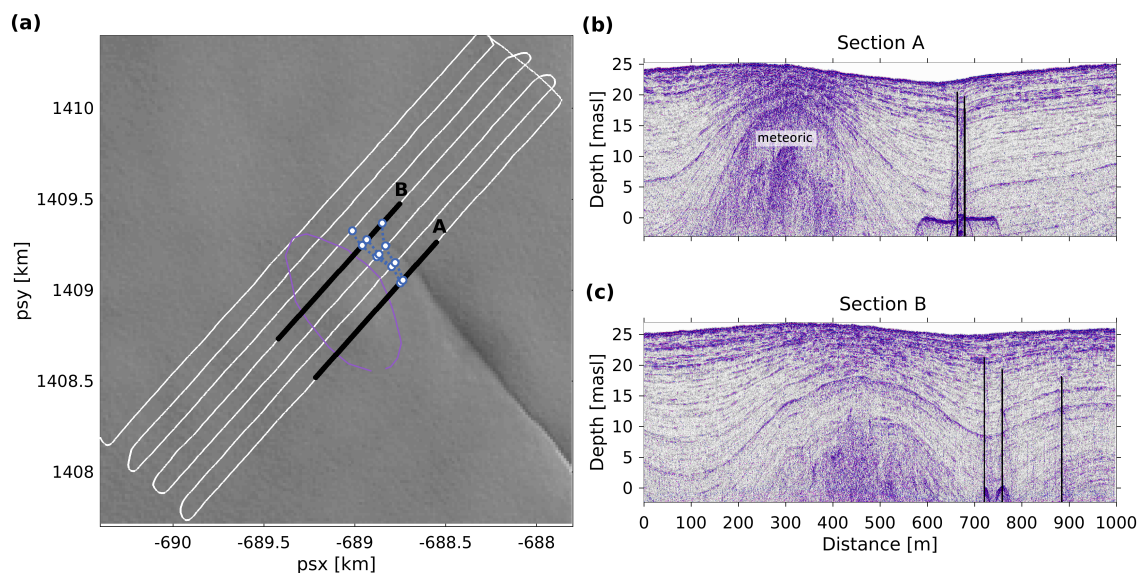 (a)
1410
1409.5
1409
1408.5
1408
psy [km]
B
A
-690
-689.5
-689
-688.5
-688
psx [km]
(b)
Section A
25
20
15
10
5
0
Depth [masl]
meteoric
(c)
Section B
25
20
15
10
5
0
Depth [masl]
0 100 200 300 400 500 600 700 800 900 1000
Distance [m]